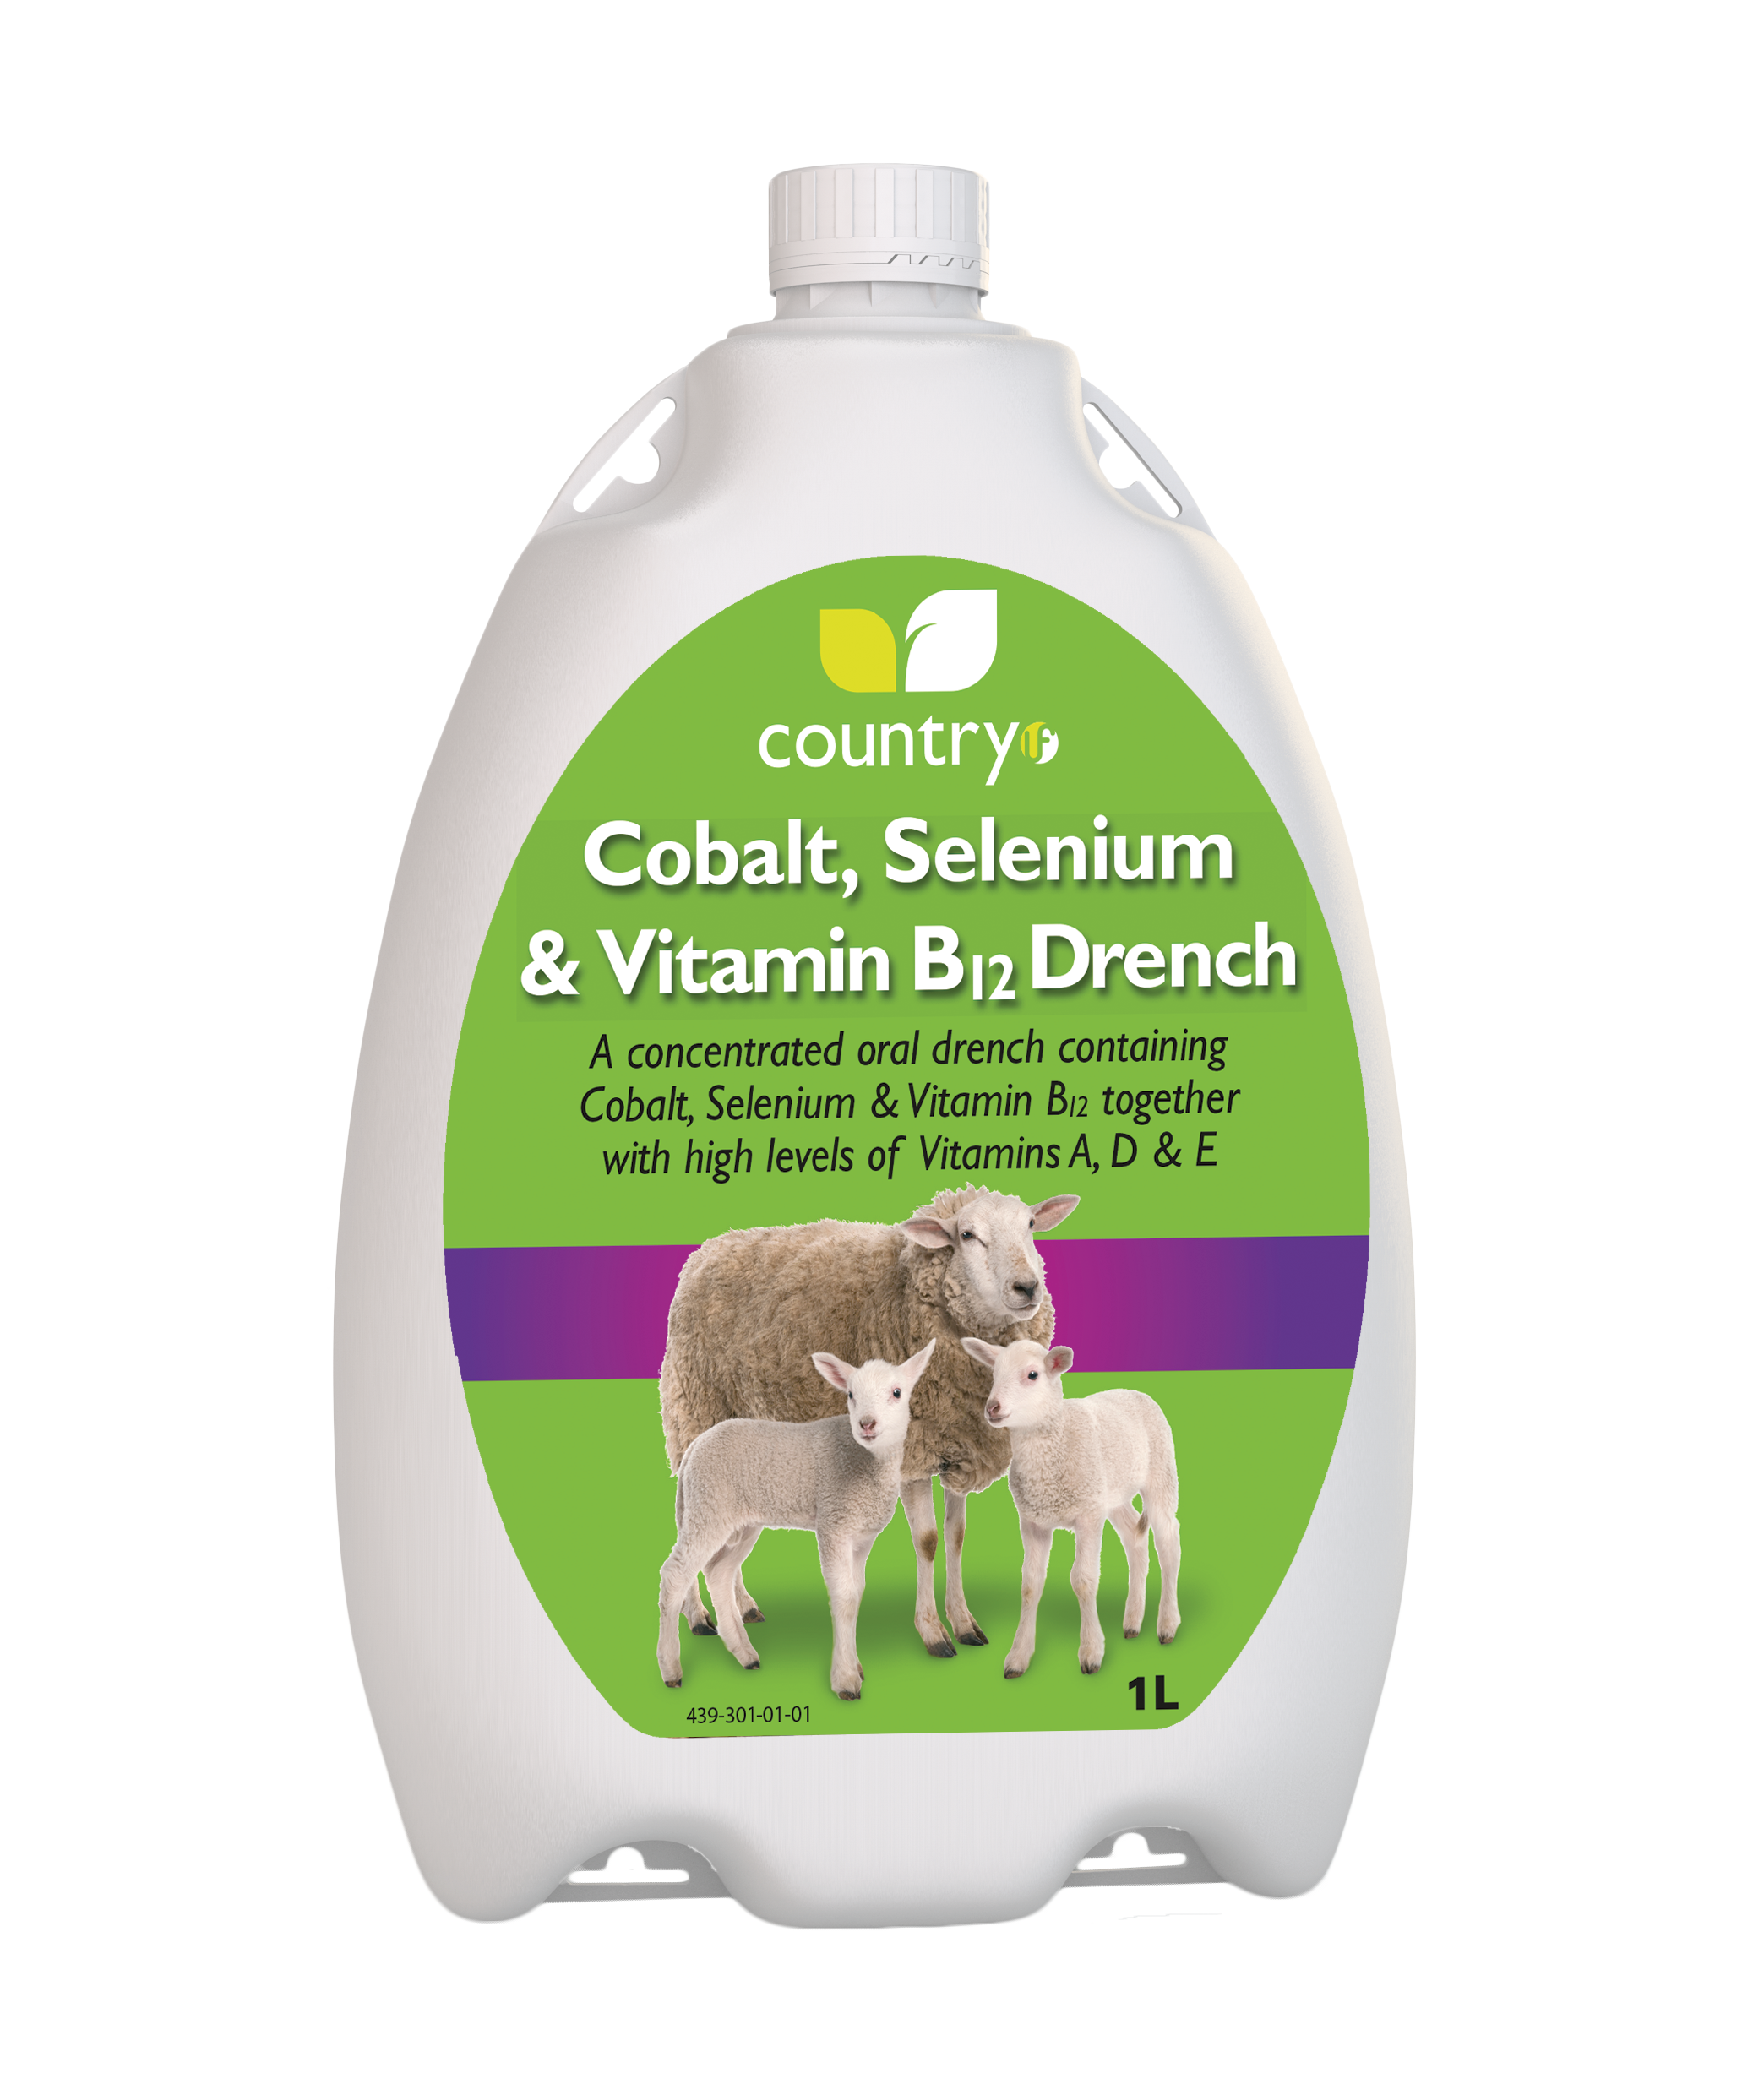 country UF
Cobalt, Selenium
& Vitamin B12 Drench
A concentrated oral drench containing
Cobalt, Selenium & Vitamin B12 together
with high levels of Vitamins A, D & E
439-301-01-01
1L